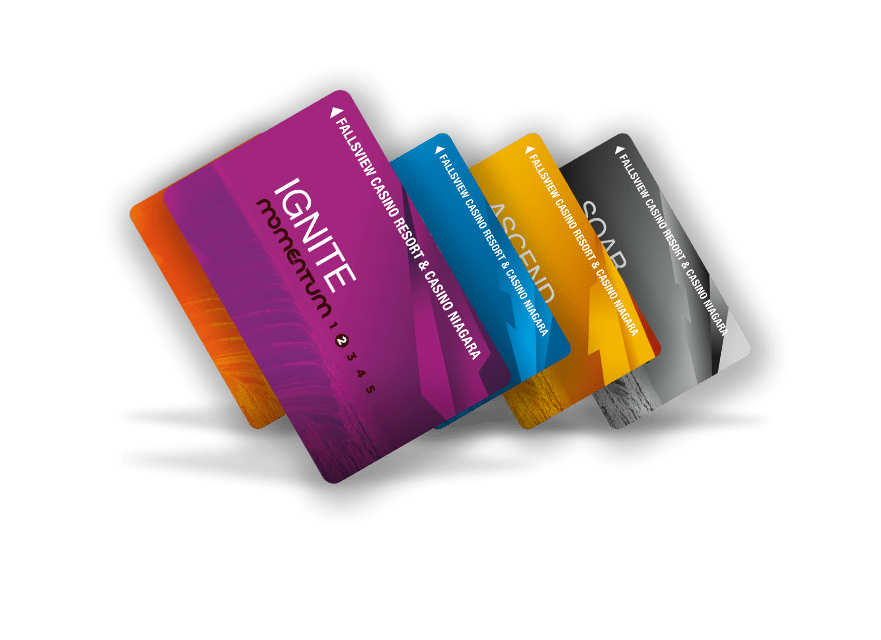 FALLSVIEW CASINO RESORT & CASINO NIAGARA
IGNITE
momentum
1 2 3 4 5
FALLSVIEW CASINO RESORT & CASINO NIAGARA
FALLSVIEW CASINO RESORT & CASINO NIAGARA
ASCEND
FALLSVIEW CASINO RESORT & CASINO NIAGARA
SOAR